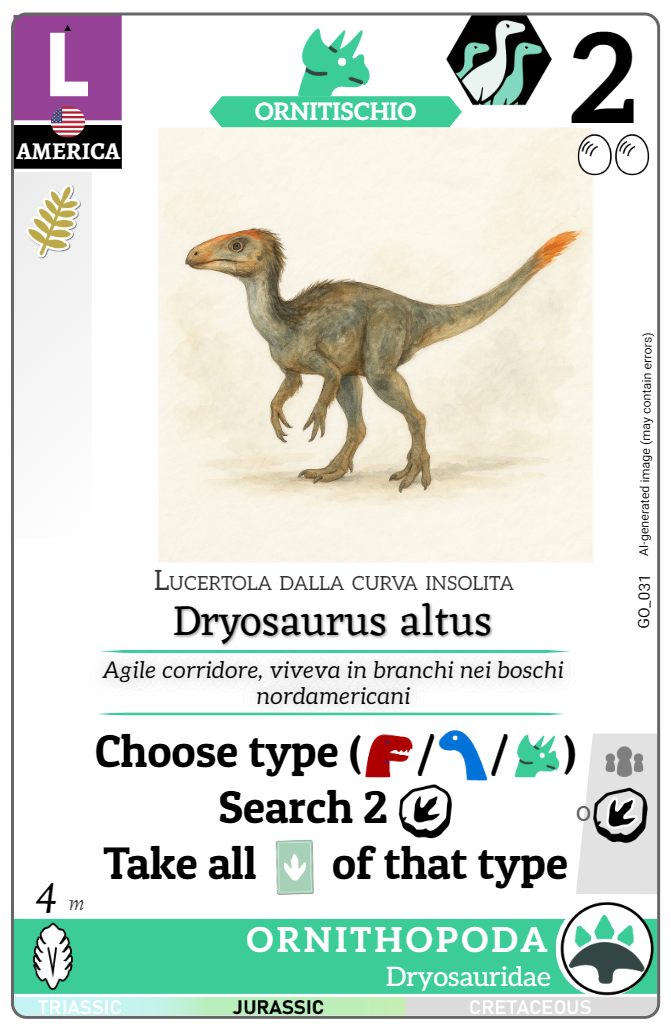 L
AMERICA
ORNITISCHIO
2
AI-generated image (may contain errors)
GO_031
Lucertola dalla curva insolita
Dryosaurus altus
Agile corridore, viveva in branchi nei boschi
nordamericani
Choose type ( / / )
Search 2
Take all of that type
o
4 m
ORNITHOPODA
Dryosauridae
TRIASSIC JURASSIC CRETACEOUS